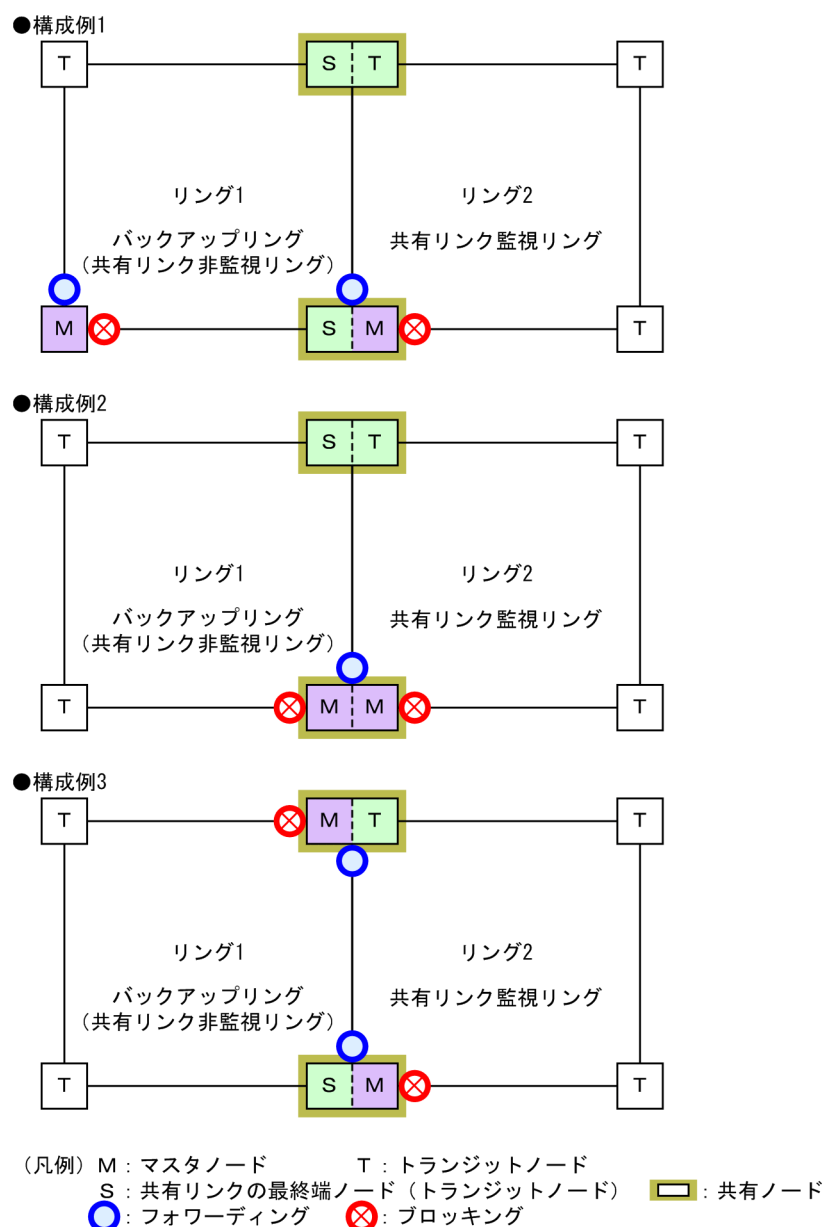 ●構成例1
T
S T
T
リング1
リング2
バックアップリング
(共有リンク非監視リング)
共有リンク監視リング
M
S M
T
●構成例2
T
S T
T
リング1
リング2
バックアップリング
(共有リンク非監視リング)
共有リンク監視リング
T
M M
T
●構成例3
T
M T
T
リング1
リング2
バックアップリング
(共有リンク非監視リング)
共有リンク監視リング
T
S M
T
(凡例) M:マスタノード T:トランジットノード
S:共有リンクの最終端ノード(トランジットノード) :共有ノード
:フォワーディング :ブロッキング